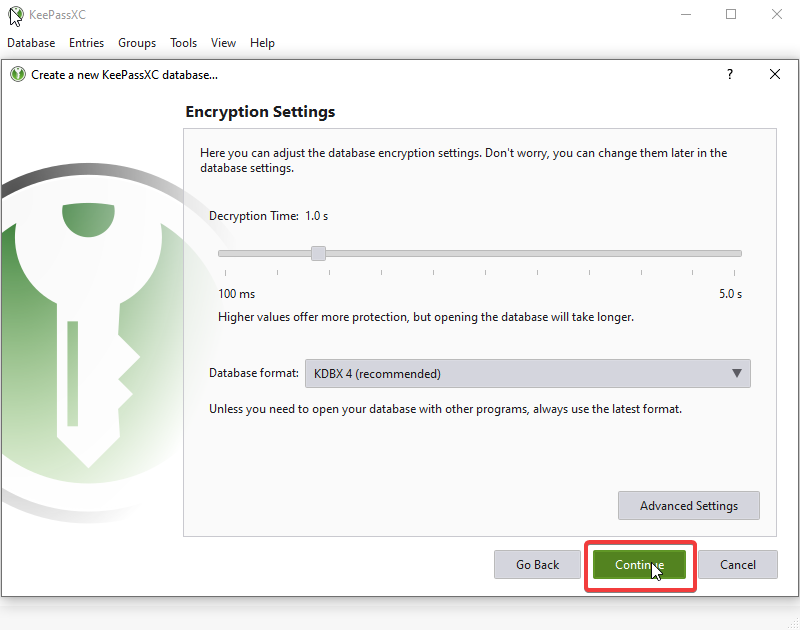 KeePassXC
Database Entries Groups Tools View Help
Create a new KeePassXC database... ?
Encryption Settings
Here you can adjust the database encryption settings. Don't worry, you can change them later in the
database settings.
Decryption Time: 1.0 s
100 ms 5.0 s
Higher values offer more protection, but opening the database will take longer.
Database format: KDBX 4 (recommended)
Unless you need to open your database with other programs, always use the latest format.
Advanced Settings
Go Back Continue Cancel